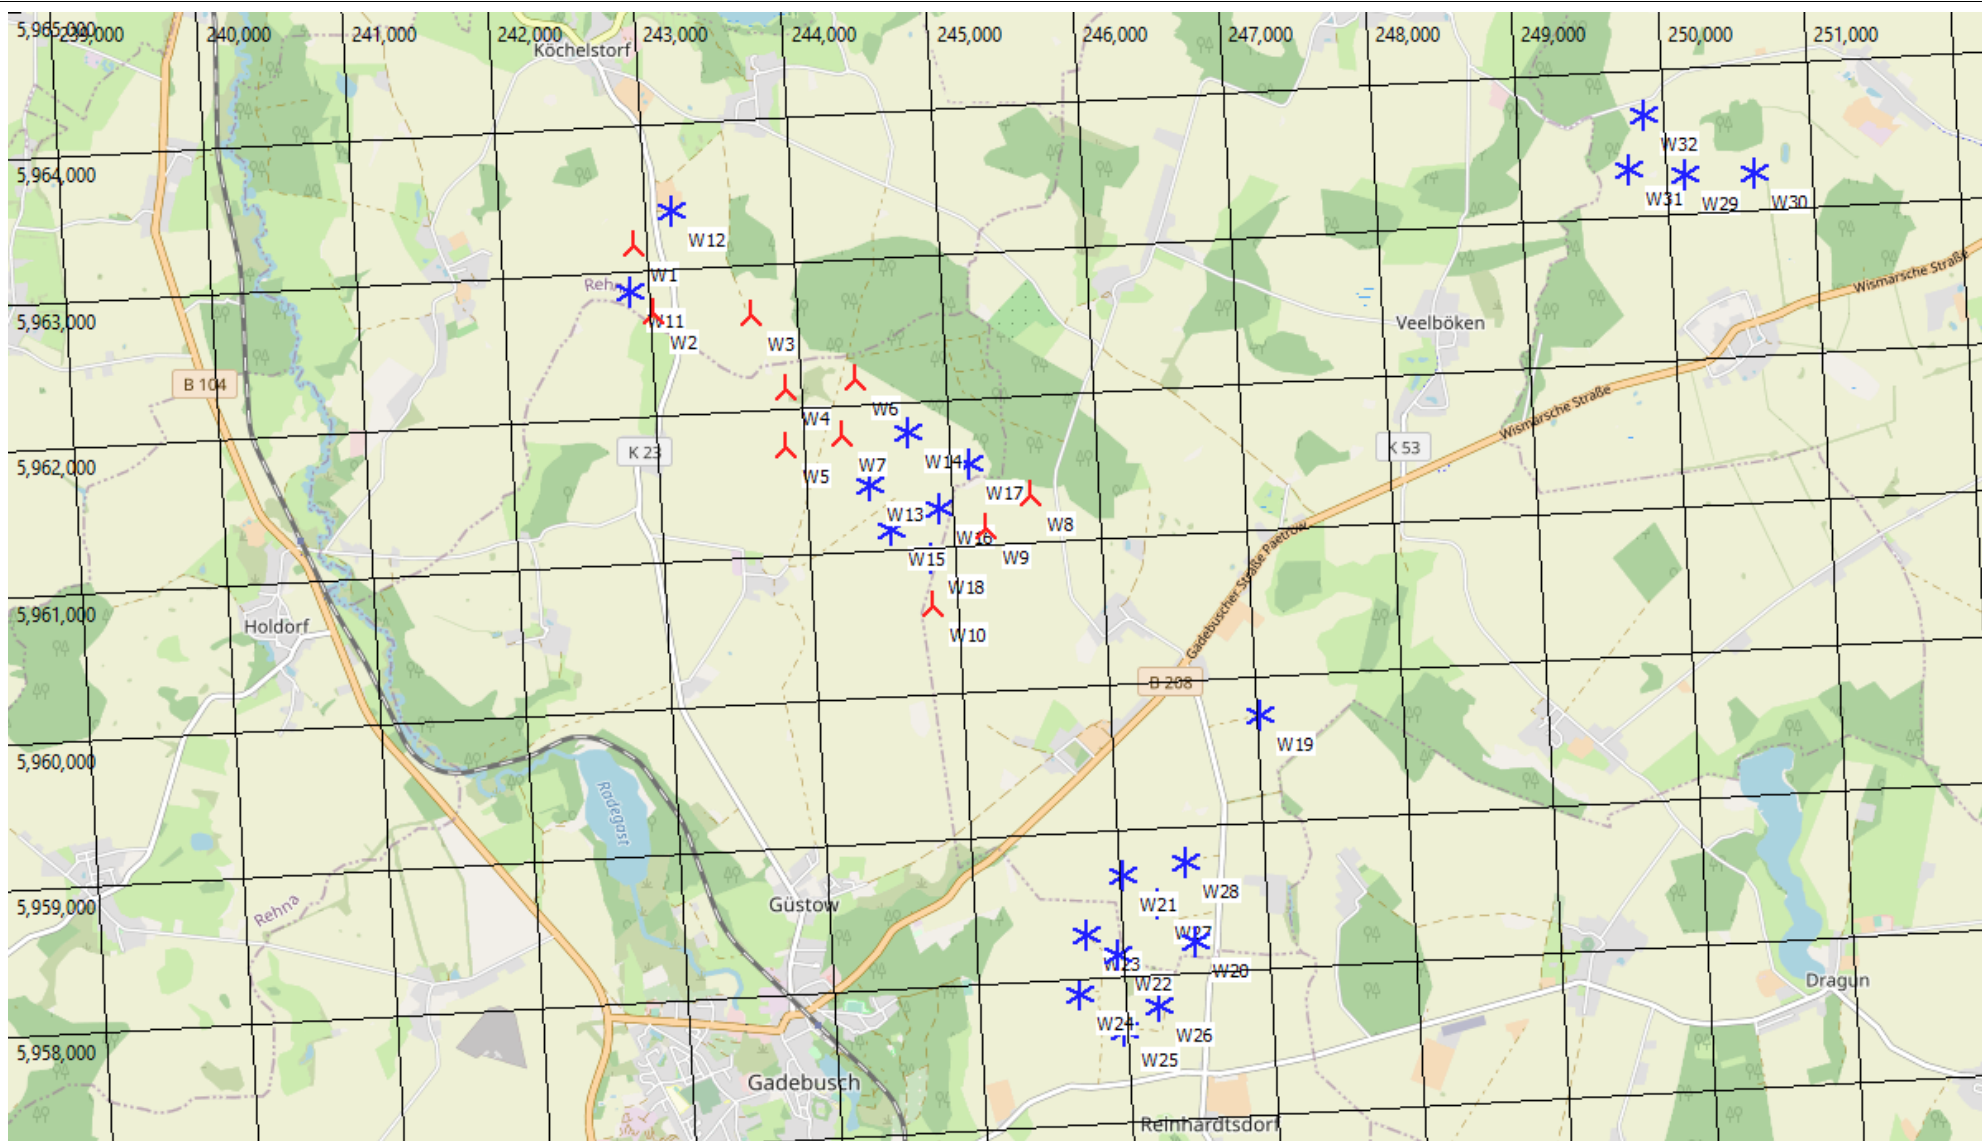 5,965,000
239,000
240,000
241,000
242,000
243,000
244,000
245,000
246,000
247,000
248,000
249,000
250,000
251,000
Köchelstorf
W32
5,964,000
W31
W29
W30
W12
W1
Rehna
Wismarsche Straße
W11
5,963,000
W2
W3
Veelböken
B 104
W4
W6
Wismarsche Straße
K 23
K 53
5,962,000
W5
W7
W14
W17
W13
W8
W16
W15
W9
Gadebuscher Straße Paetrow
W18
5,961,000
Holdorf
W10
B 208
W19
5,960,000
Radegast
W28
Güstow
W21
5,959,000
Rehna
W27
W23
W20
W22
Dragun
W24
W26
5,958,000
W25
Gadebusch
Reinhardtsdorf